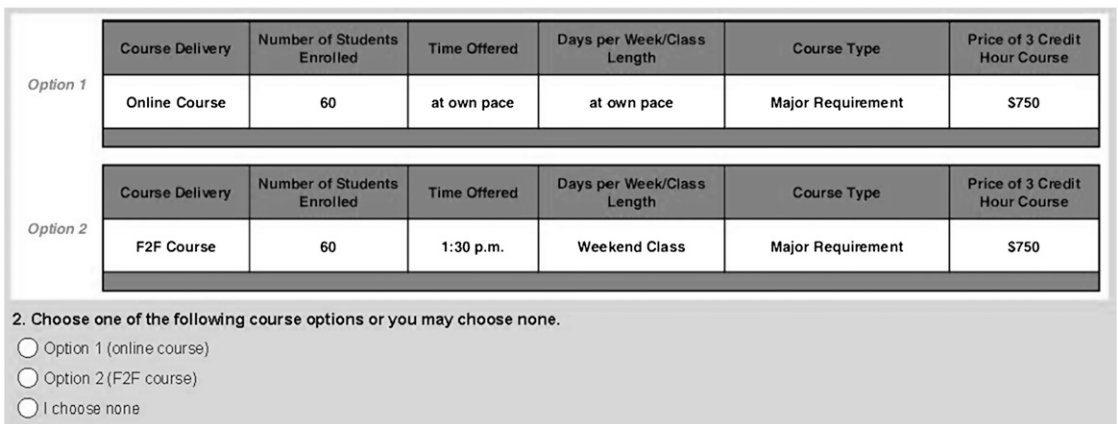 Option 1
Course Delivery Number of Students Enrolled Time Offered Days per Week/Class Length Course Type Price of 3 Credit Hour Course
Online Course 60 at own pace at own pace Major Requirement $750
Option 2
Course Delivery Number of Students Enrolled Time Offered Days per Week/Class Length Course Type Price of 3 Credit Hour Course
F2F Course 60 1:30 p.m. Weekend Class Major Requirement $750
2. Choose one of the following course options or you may choose none.
Option 1 (online course)
Option 2 (F2F course)
I choose none